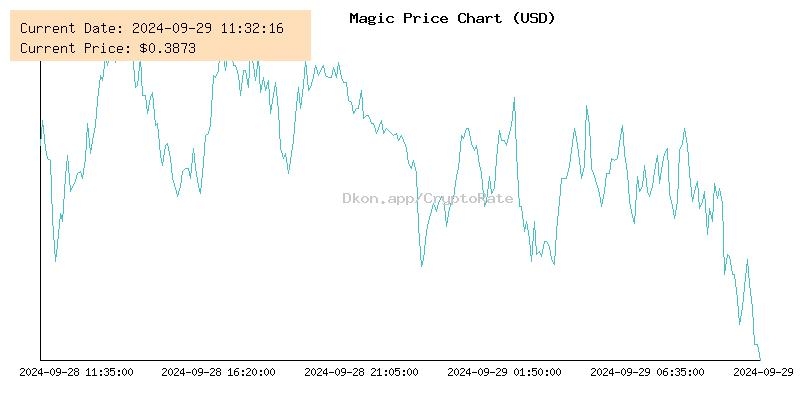 Magic Price Chart (USD)
Current Date: 2024-09-29 11:32:16
Current Price: $0.3873
Dkon.app/CryptoRate
2024-09-28 11:35:00 2024-09-28 16:20:00 2024-09-28 21:05:00 2024-09-29 01:50:00 2024-09-29 06:35:00 2024-09-29